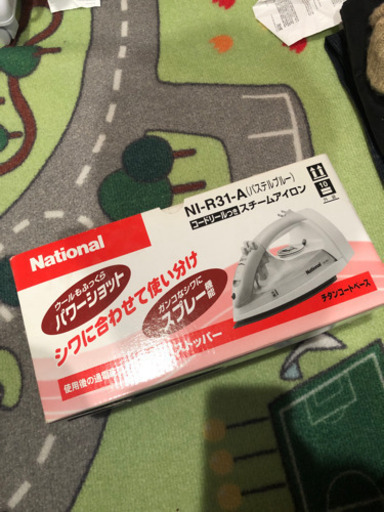 National
NI-R31-A(パステルブルー)
コードリールつきスチームアイロン
ウールもふっくら
パワーショット
シワに合わせて使い分け
ガンコなシワに
スプレー機能
National
チタンコートベース
使用後の通電
ストッパー
10